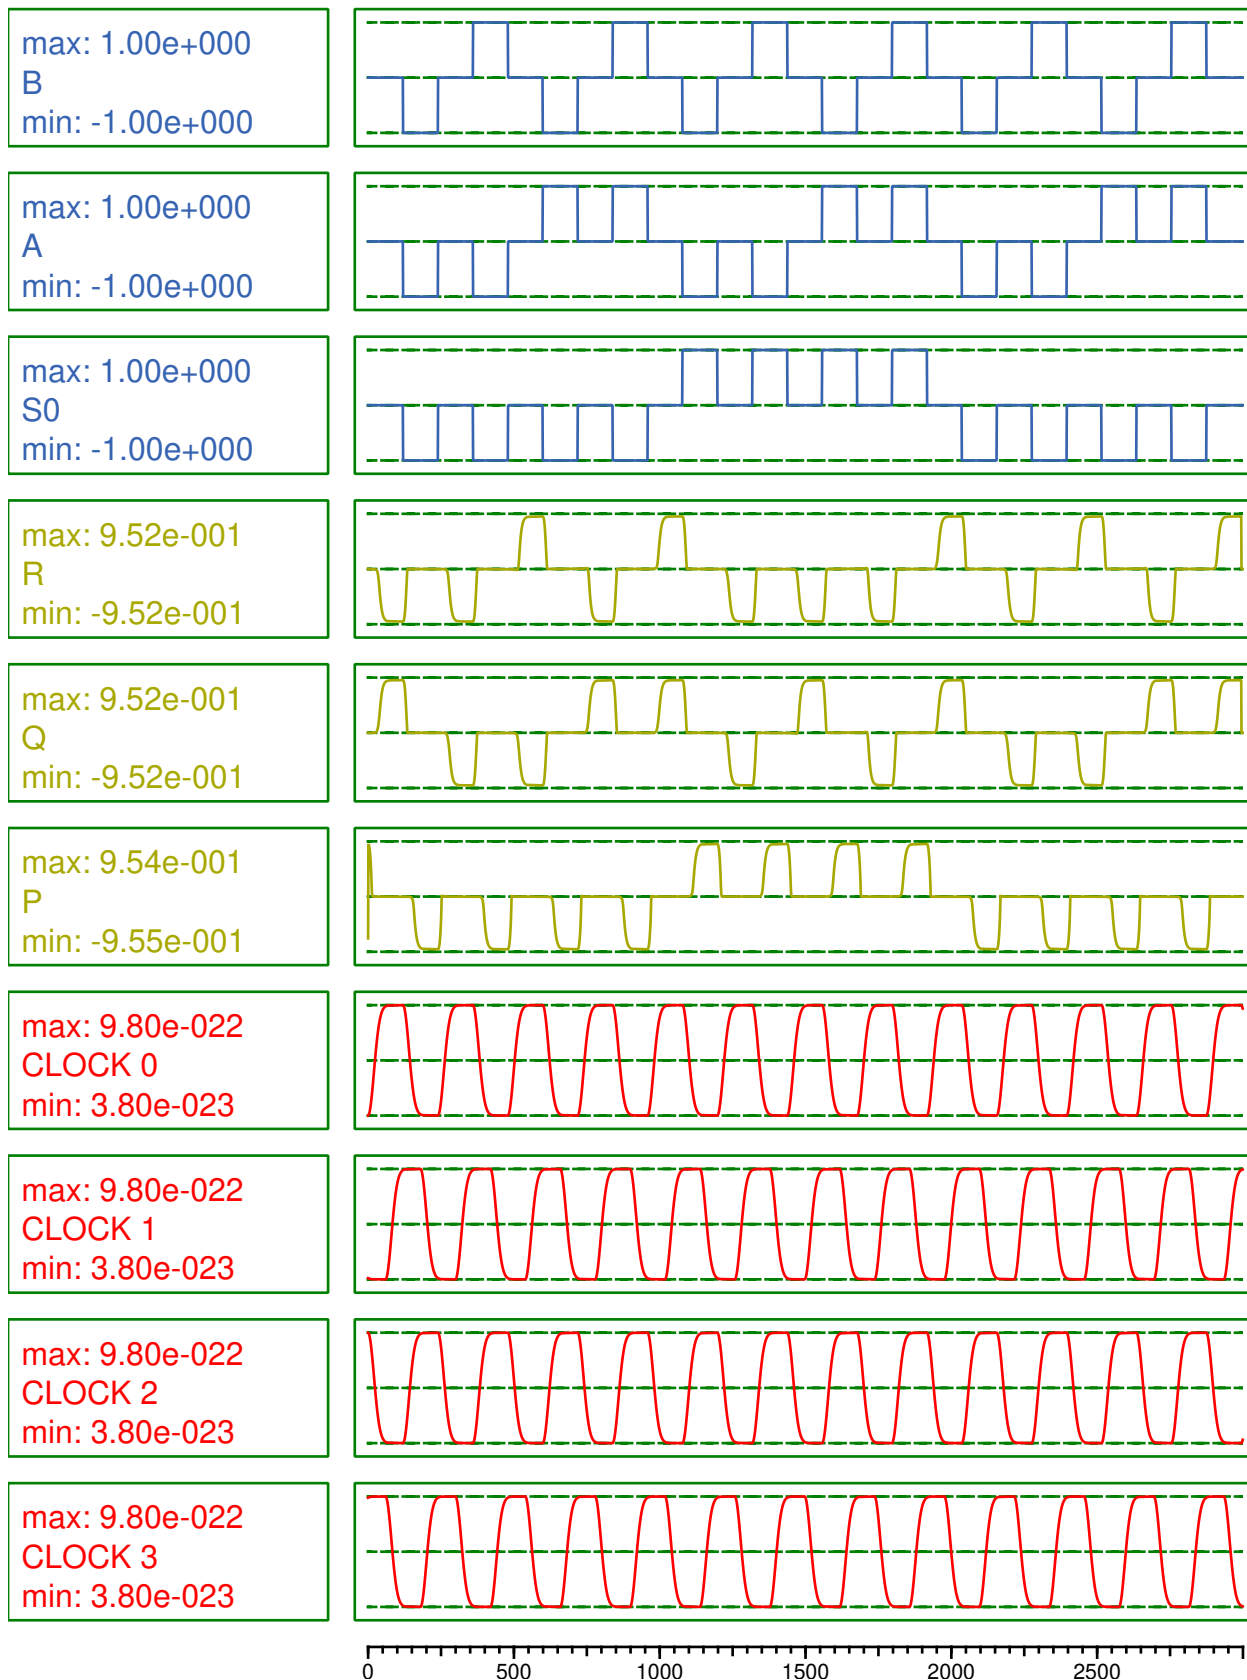 max: 1.00e+000
B
min: -1.00e+000
max: 1.00e+000
A
min: -1.00e+000
max: 1.00e+000
S0
min: -1.00e+000
max: 9.52e-001
R
min: -9.52e-001
max: 9.52e-001
Q
min: -9.52e-001
max: 9.54e-001
P
min: -9.55e-001
max: 9.80e-022
CLOCK 0
min: 3.80e-023
max: 9.80e-022
CLOCK 1
min: 3.80e-023
max: 9.80e-022
CLOCK 2
min: 3.80e-023
max: 9.80e-022
CLOCK 3
min: 3.80e-023
0 500 1000 1500 2000 2500